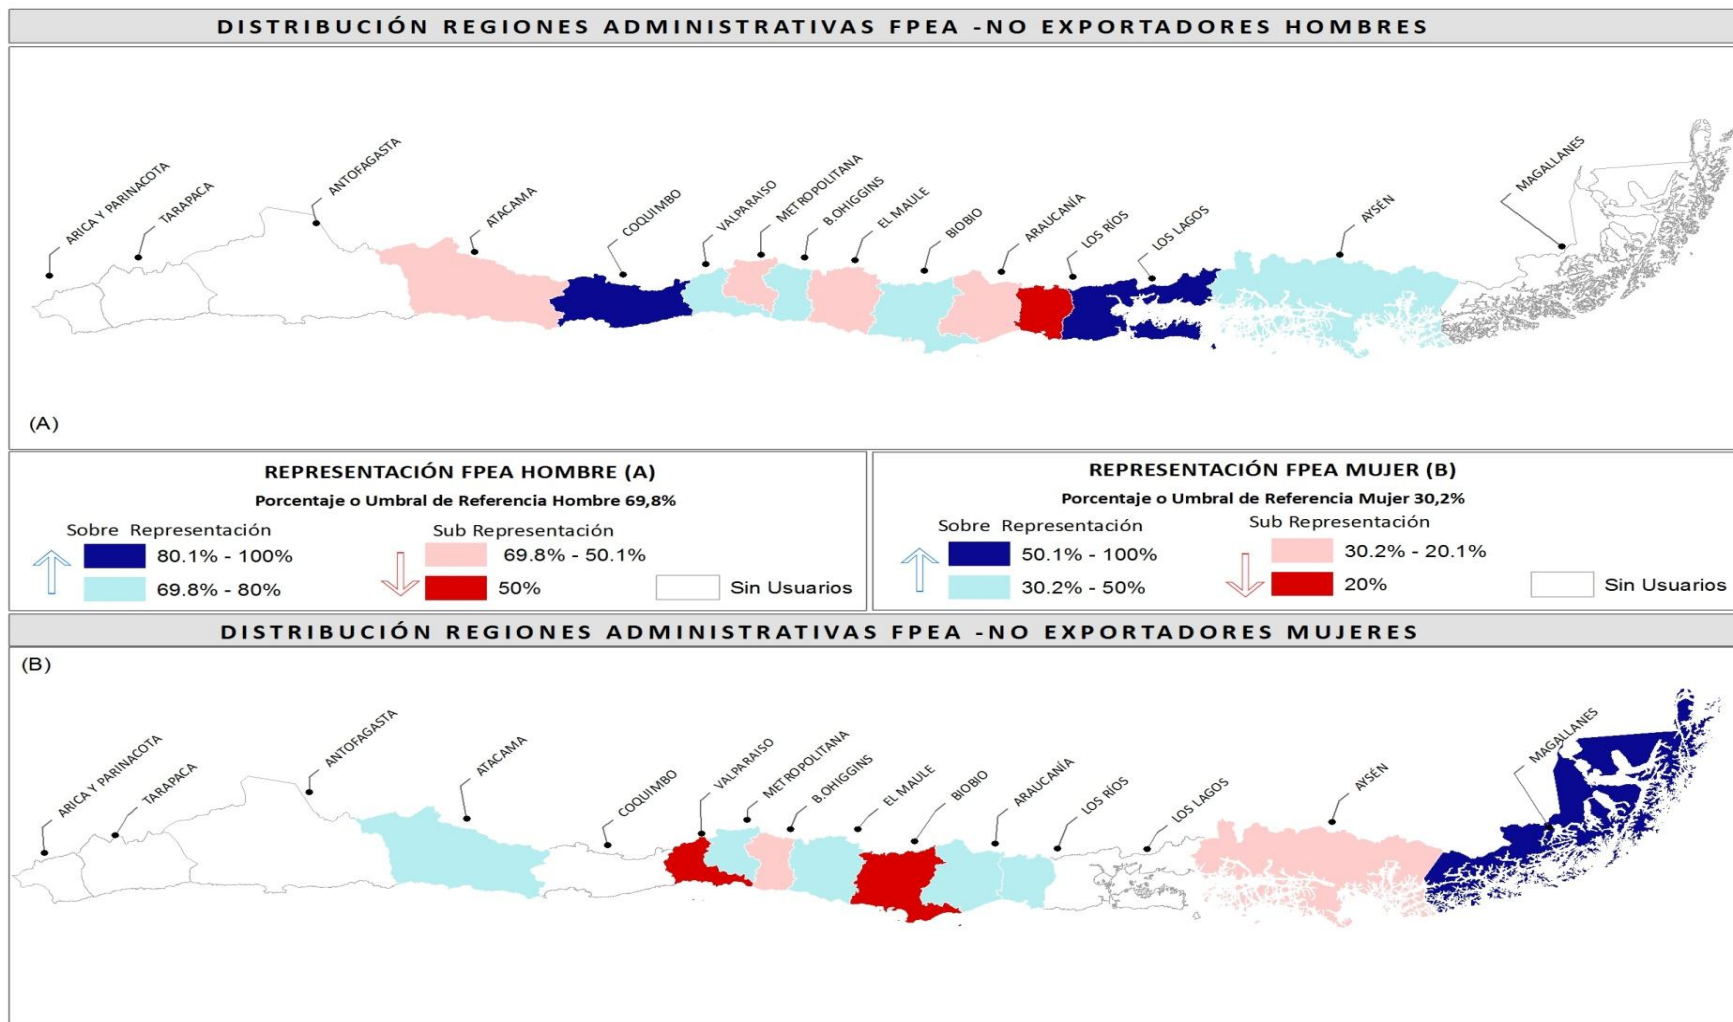 DISTRIBUCIÓN REGIONES ADMINISTRATIVAS FPEA -NO EXPORTADORES HOMBRES
ARICA Y PARINACOTA
TARAPACA
ANTOFAGASTA
ATACAMA
COQUIMBO
VALPARAISO
METROPOLITANA
B.OHIGGINS
EL MAULE
BIOBIO
ARAUCANÍA
LOS RÍOS
LOS LAGOS
AYSÉN
MAGALLANES
(A)
REPRESENTACIÓN FPEA HOMBRE (A)
Porcentaje o Umbral de Referencia Hombre 69,8%
Sobre Representación
80.1% - 100%
69.8% - 80%
Sub Representación
69.8% - 50.1%
50%
Sin Usuarios
REPRESENTACIÓN FPEA MUJER (B)
Porcentaje o Umbral de Referencia Mujer 30,2%
Sobre Representación
50.1% - 100%
30.2% - 50%
Sub Representación
30.2% - 20.1%
20%
Sin Usuarios
DISTRIBUCIÓN REGIONES ADMINISTRATIVAS FPEA -NO EXPORTADORES MUJERES
(B)
ARICA Y PARINACOTA
TARAPACA
ANTOFAGASTA
ATACAMA
COQUIMBO
VALPARAISO
METROPOLITANA
B.OHIGGINS
EL MAULE
BIOBIO
ARAUCANÍA
LOS RÍOS
LOS LAGOS
AYSÉN
MAGALLANES